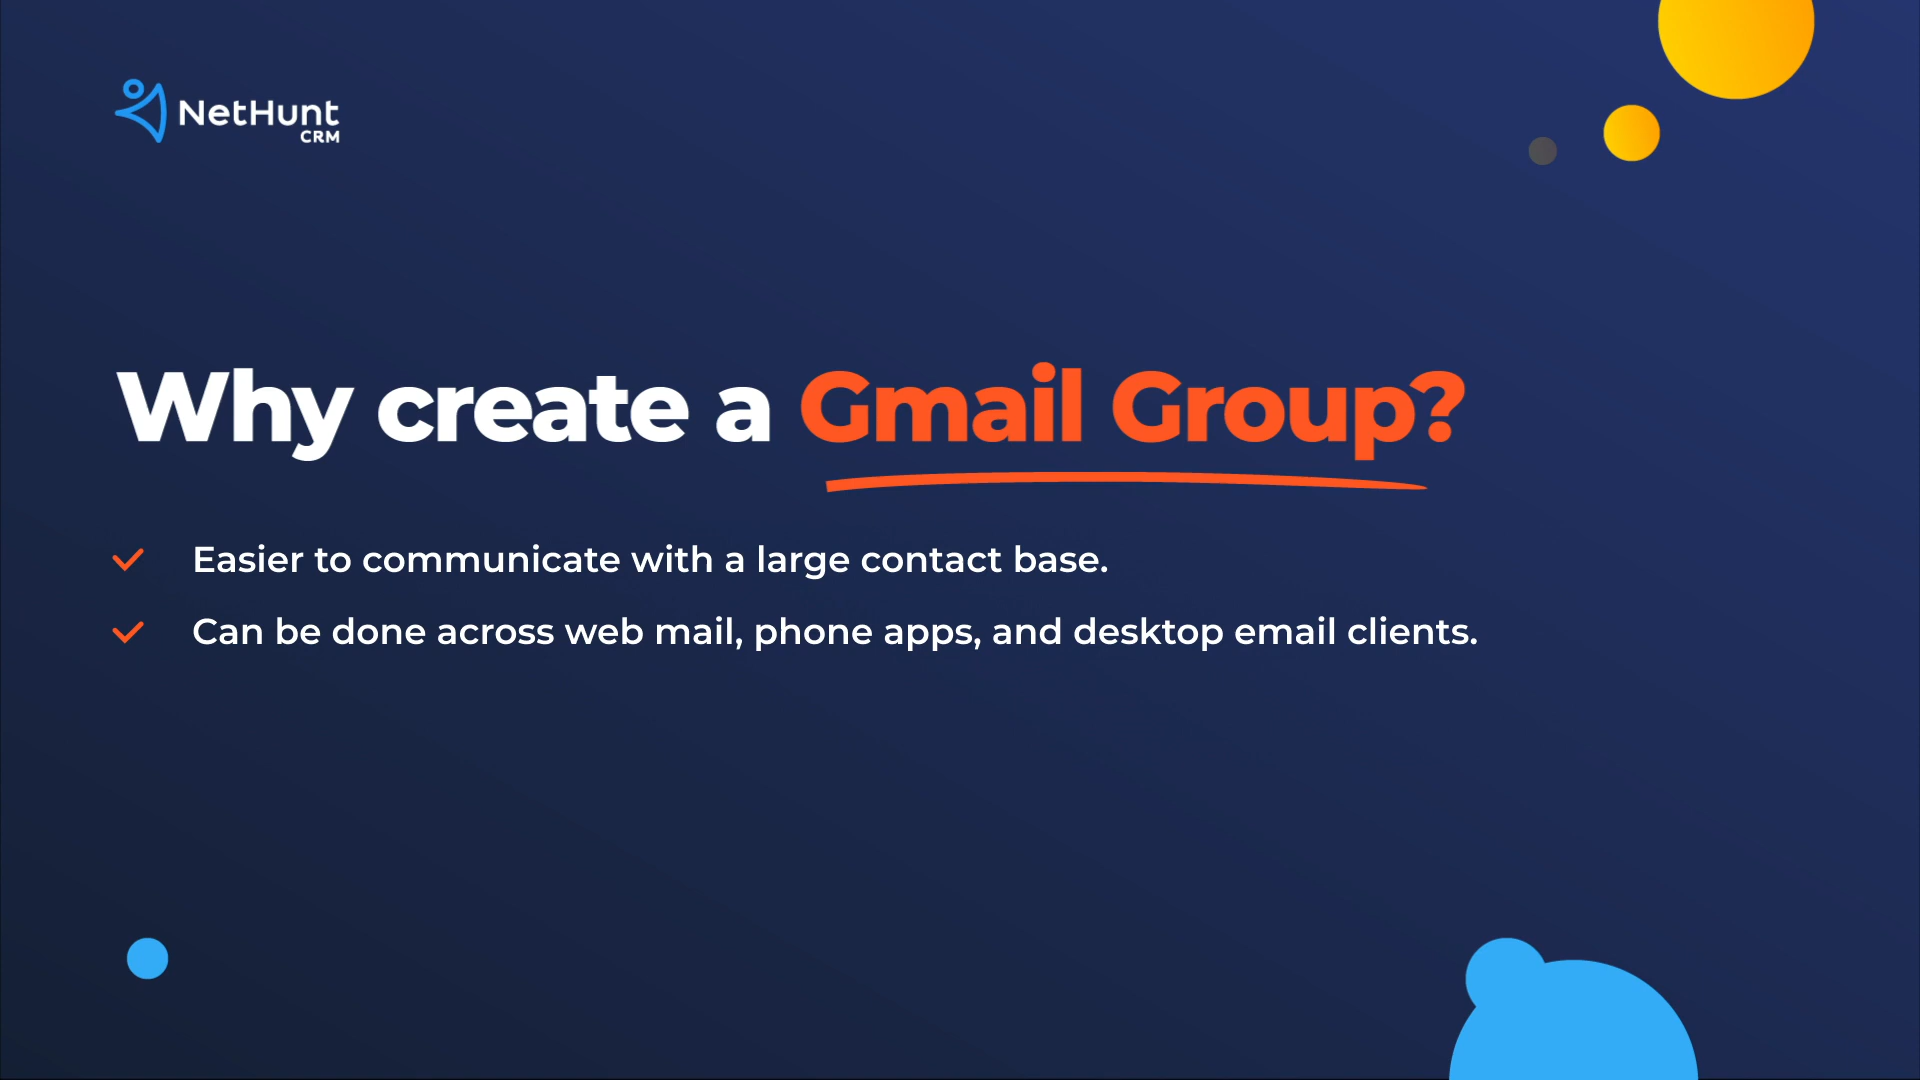 NetHunt
CRM
Why create a Gmail Group?
Easier to communicate with a large contact base.
Can be done across web mail, phone apps, and desktop email clients.